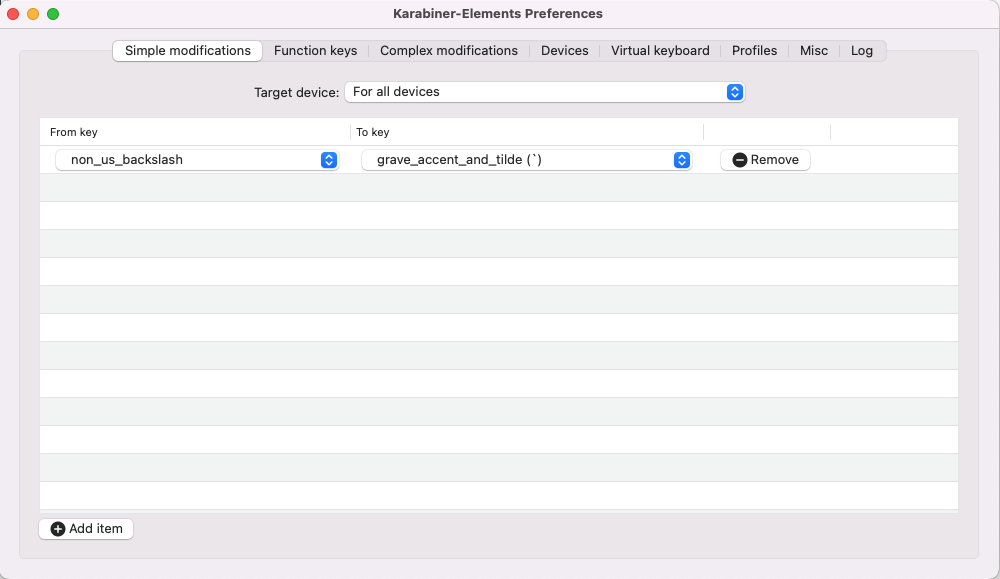 Karabiner-Elements Preferences
Simple modifications Function keys Complex modifications Devices Virtual keyboard Profiles Misc Log
Target device: For all devices
From key To key
non_us_backslash grave_accent_and_tilde (`) Remove
Add item